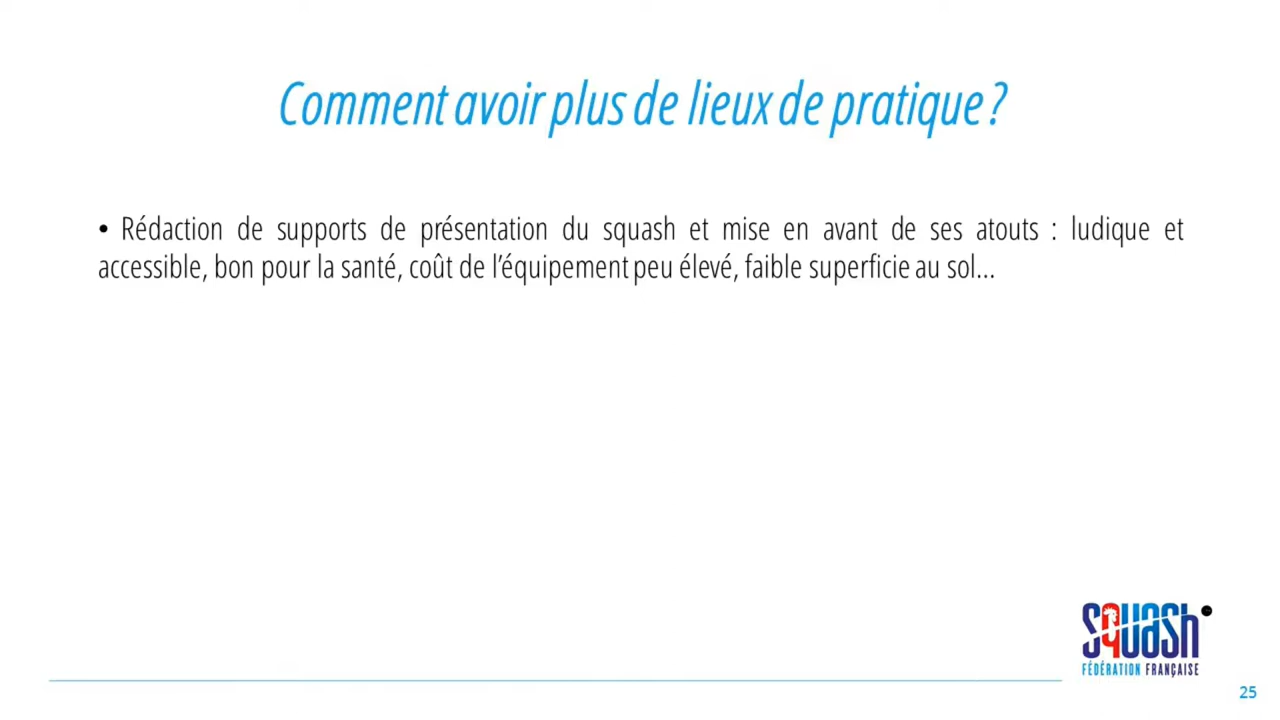 Comment avoir plus de lieux de pratique ?
• Rédaction de supports de présentation du squash et mise en avant de ses atouts : ludique et
accessible, bon pour la santé, coût de l’équipement peu élevé, faible superficie au sol…
squash
FÉDÉRATION FRANÇAISE
25